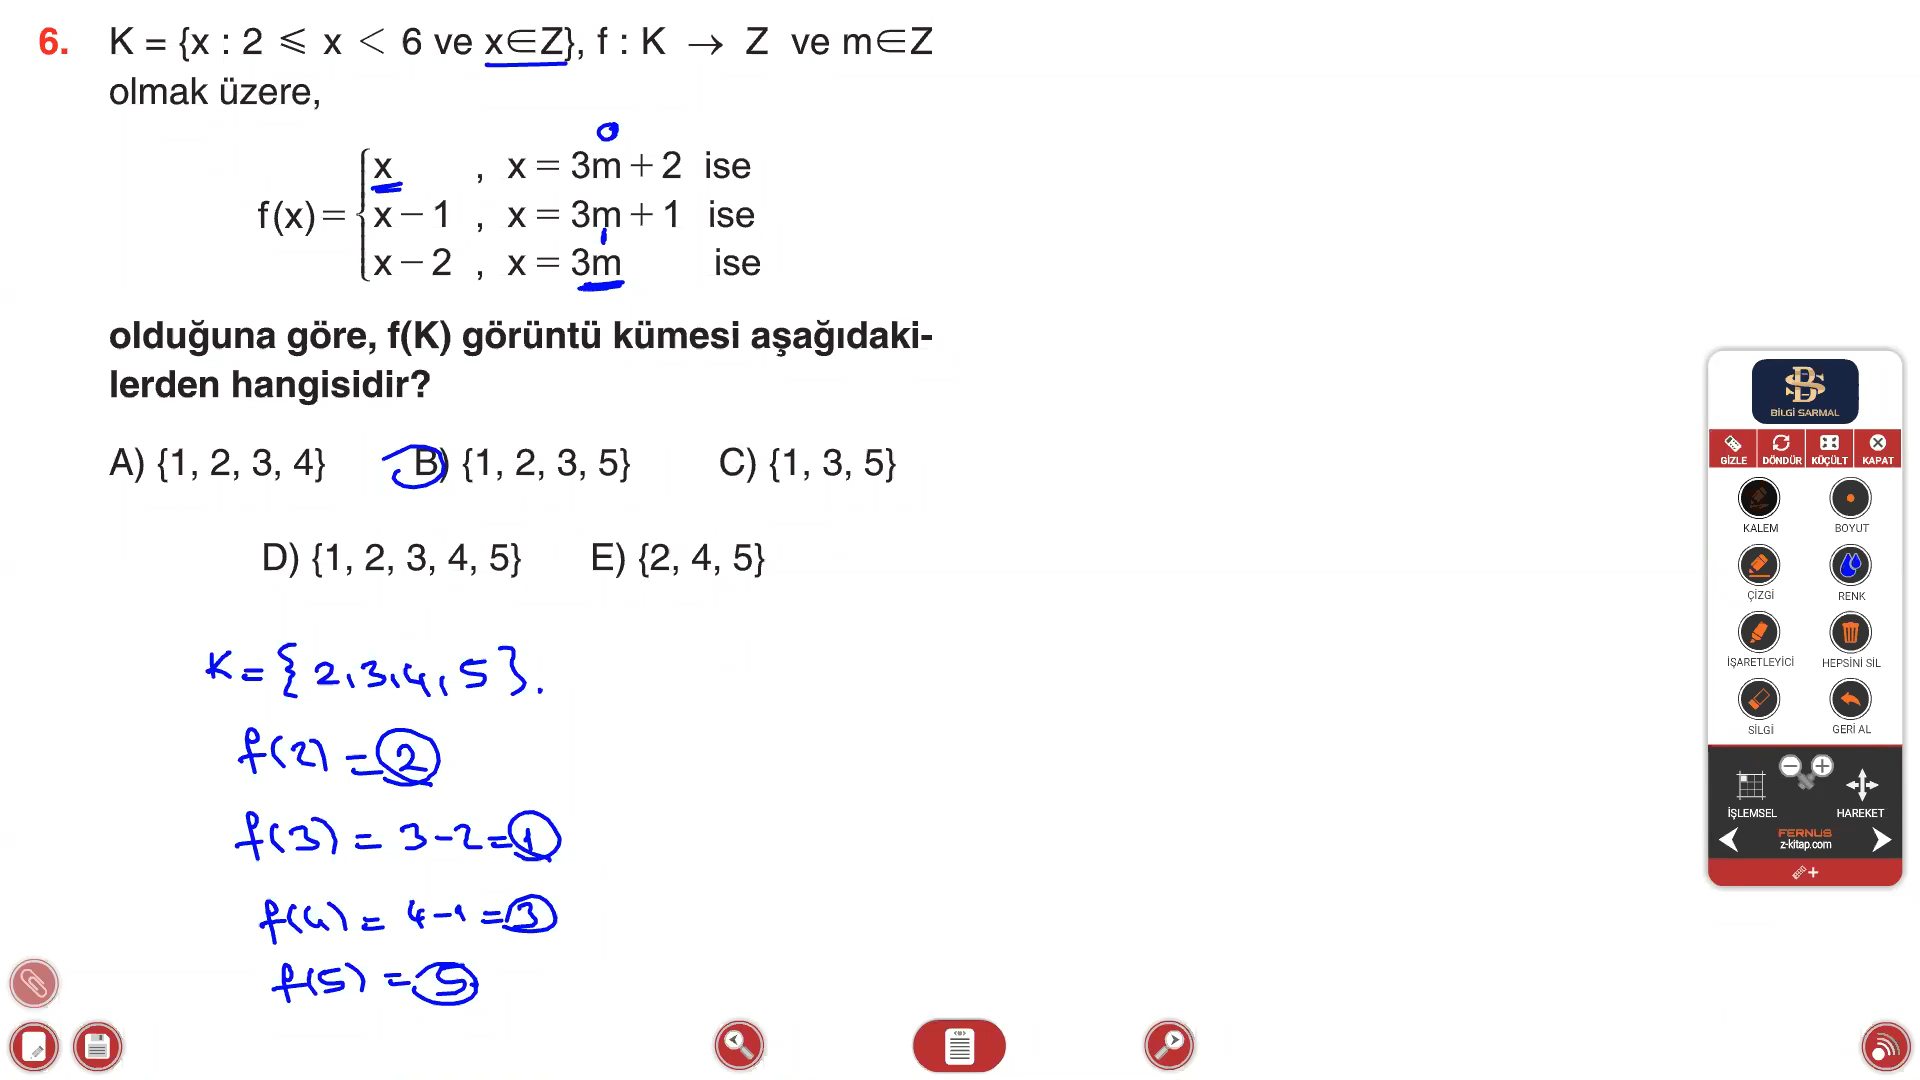 6. K = {x : 2 ⩽ x < 6 ve x∈Z}, f : K → Z ve m∈Z
olmak üzere,
0
x , x = 3m + 2 ise
f(x) = x − 1 , x = 3m + 1 ise
1
x − 2 , x = 3m ise
olduğuna göre, f(K) görüntü kümesi aşağıdaki-
lerden hangisidir?
A) {1, 2, 3, 4} B) {1, 2, 3, 5} C) {1, 3, 5}
D) {1, 2, 3, 4, 5} E) {2, 4, 5}
K = { 2, 3, 4, 5 }.
f(2) = 2
f(3) = 3 - 2 = 1
f(4) = 4 - 1 = 3
f(5) = 5
BS
BİLGİ SARMAL
GİZLE DÖNDÜR KÜÇÜLT KAPAT
KALEM BOYUT
ÇİZGİ RENK
İŞARETLEYİCİ HEPSİNİ SİL
SİLGİ GERİ AL
İŞLEMSEL HAREKET
FERNUS
z-kitap.com